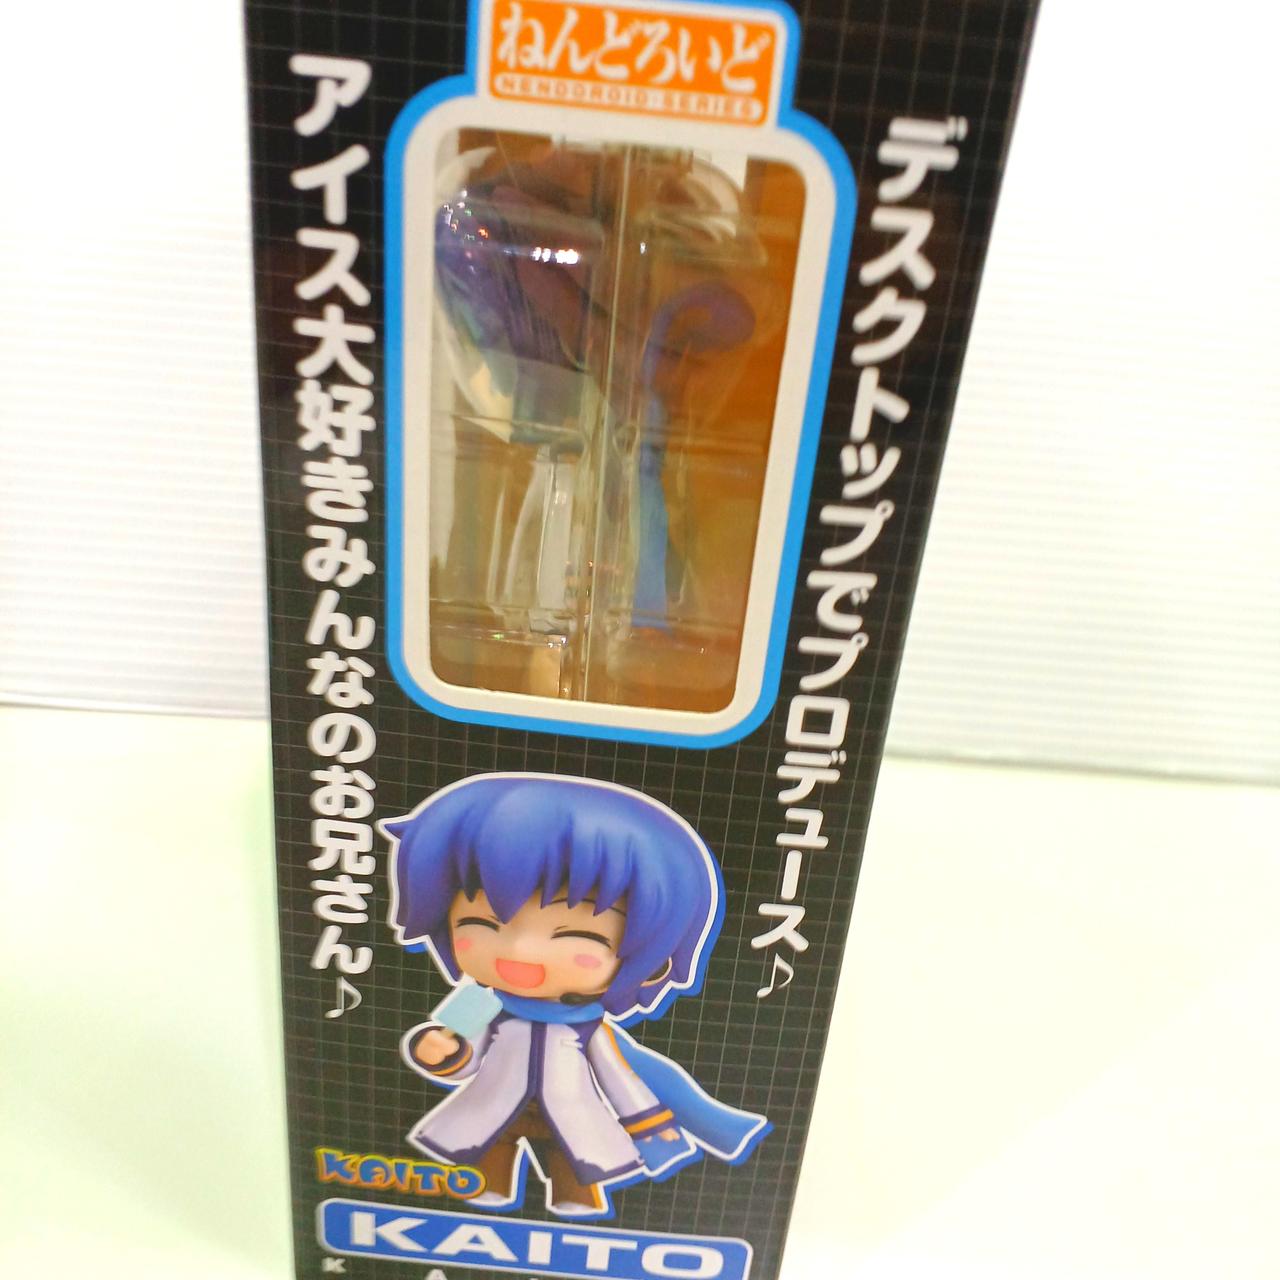 ねんどろいど
NENDOROID SERIES
デスクトップでプロデュース♪
アイス大好きみんなのお兄さん♪
KAITO
KAITO